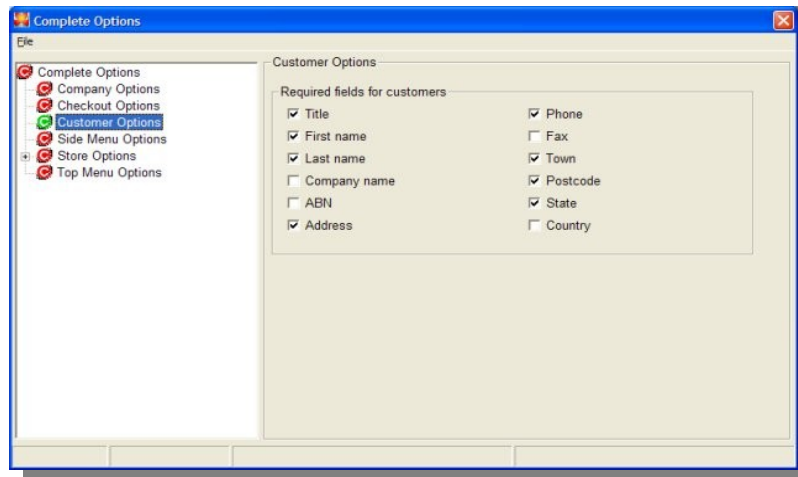 Complete Options
File
Complete Options
Company Options
Checkout Options
Customer Options
Side Menu Options
Store Options
Top Menu Options
Customer Options
Required fields for customers
Title
First name
Last name
Company name
ABN
Address
Phone
Fax
Town
Postcode
State
Country